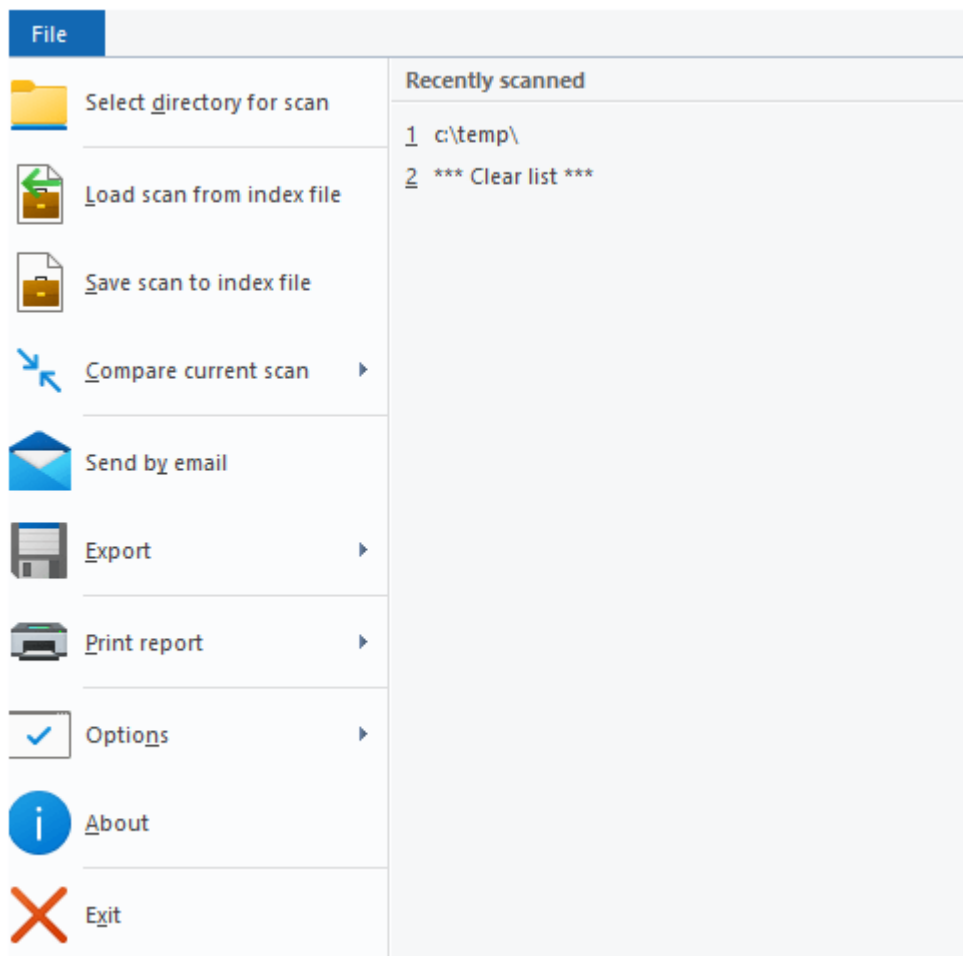 File
Select directory for scan
Load scan from index file
Save scan to index file
Compare current scan
Send by email
Export
Print report
Options
About
Exit
Recently scanned
1 c:\temp\
2 *** Clear list ***